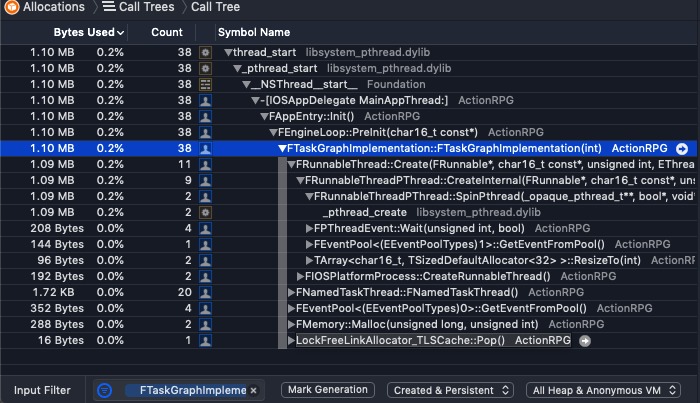 Allocations Call Trees Call Tree
Bytes Used Count Symbol Name
1.10 MB 0.2% 38 thread_start libsystem_pthread.dylib
1.10 MB 0.2% 38 _pthread_start libsystem_pthread.dylib
1.10 MB 0.2% 38 __NSThread__start__ Foundation
1.10 MB 0.2% 38 -[IOSAppDelegate MainAppThread:] ActionRPG
1.10 MB 0.2% 38 FAppEntry::Init() ActionRPG
1.10 MB 0.2% 38 FEngineLoop::PreInit(char16_t const*) ActionRPG
1.10 MB 0.2% 38 FTaskGraphImplementation::FTaskGraphImplementation(int) ActionRPG
1.09 MB 0.2% 11 FRunnableThread::Create(FRunnable*, char16_t const*, unsigned int, EThre
1.09 MB 0.2% 9 FRunnableThreadPThread::CreateInternal(FRunnable*, char16_t const*, uns
1.09 MB 0.2% 2 FRunnableThreadPThread::SpinPthread(_opaque_pthread_t**, bool*, void
1.09 MB 0.2% 2 _pthread_create libsystem_pthread.dylib
208 Bytes 0.0% 4 FPThreadEvent::Wait(unsigned int, bool) ActionRPG
144 Bytes 0.0% 1 FEventPool<(EEventPoolTypes)1>::GetEventFromPool() ActionRPG
96 Bytes 0.0% 2 TArray<char16_t, TSizedDefaultAllocator<32> >::ResizeTo(int) ActionRPG
192 Bytes 0.0% 2 FIOSPlatformProcess::CreateRunnableThread() ActionRPG
1.72 KB 0.0% 20 FNamedTaskThread::FNamedTaskThread() ActionRPG
352 Bytes 0.0% 4 FEventPool<(EEventPoolTypes)0>::GetEventFromPool() ActionRPG
288 Bytes 0.0% 2 FMemory::Malloc(unsigned long, unsigned int) ActionRPG
16 Bytes 0.0% 1 LockFreeLinkAllocator_TLSCache::Pop() ActionRPG
Input Filter FTaskGraphImpleme Mark Generation Created & Persistent All Heap & Anonymous VM